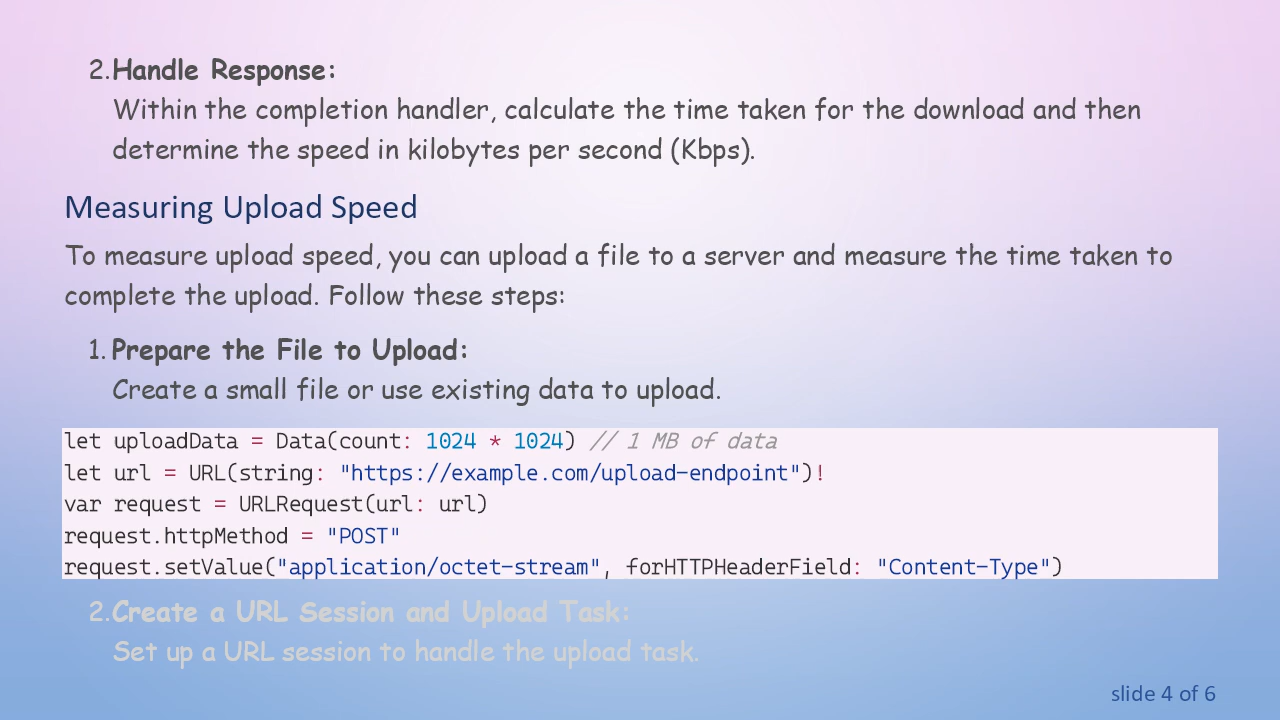 2. Handle Response:
Within the completion handler, calculate the time taken for the download and then
determine the speed in kilobytes per second (Kbps).
Measuring Upload Speed
To measure upload speed, you can upload a file to a server and measure the time taken to
complete the upload. Follow these steps:
1. Prepare the File to Upload:
Create a small file or use existing data to upload.
let uploadData = Data(count: 1024 * 1024) // 1 MB of data
let url = URL(string: "https://example.com/upload-endpoint")!
var request = URLRequest(url: url)
request.httpMethod = "POST"
request.setValue("application/octet-stream", forHTTPHeaderField: "Content-Type")
2. Create a URL Session and Upload Task:
Set up a URL session to handle the upload task.
slide 4 of 6